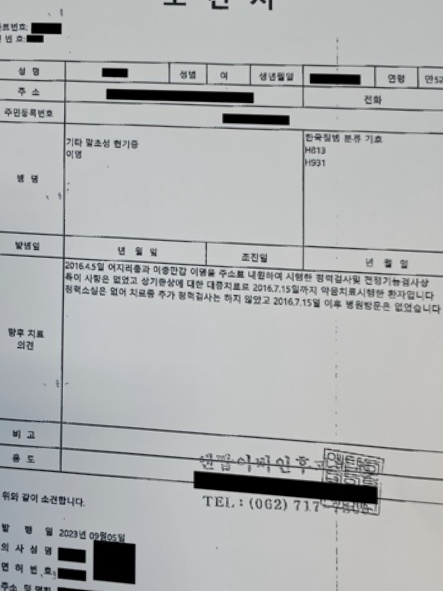 소 견 서
등록번호:
번 호:
성 명 성별 여 생년월일 연령 만52
주 소 전화
주민등록번호
병 명
기타 말초성 현기증
이명
한국질병 분류 기호
H813
H931
발병일 년 월 일 초진일 년 월 일
향후 치료
의견
2016.4.5일 어지러움과 이충만감 이명을 주소로 내원하여 시행한 청력검사및 전정기능검사상
특이 사항은 없었고 상기증상에 대한 대증치료로 2016.7.15일까지 약물치료시행한 환자입니다
청력소실은 없어 치료중 추가 청력검사는 하지 않았고 2016.7.15일 이후 병원방문은 없었습니다
비 고
용 도
이비인후과
TEL : (062) 717
위와 같이 소견합니다.
발 행 일 2023년 09월05일
의 사 성 명
면 허 번 호
주소 및 명칭